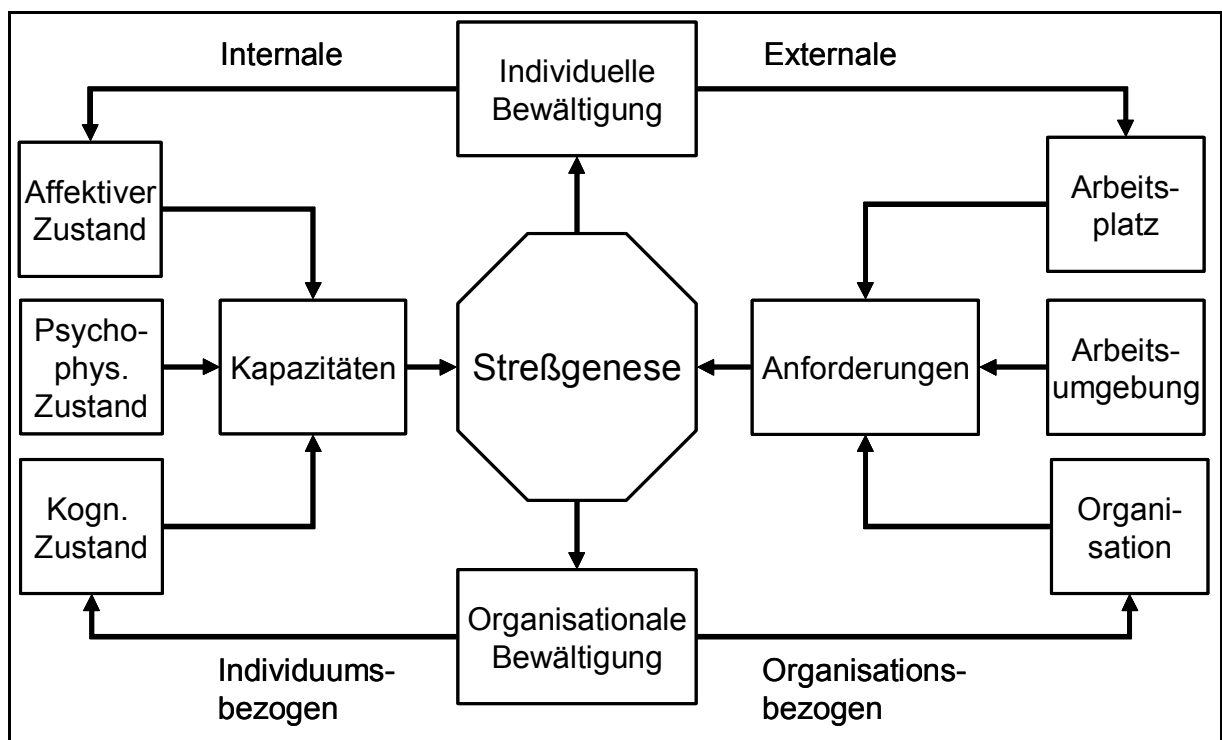 Internale
Individuelle
Bewältigung
Externale
Affektiver
Zustand
Arbeits-
platz
Psycho-
phys.
Zustand
Kapazitäten
Streßgenese
Anforderungen
Arbeits-
umgebung
Kogn.
Zustand
Organi-
sation
Organisationale
Bewältigung
Individuums-
bezogen
Organisations-
bezogen